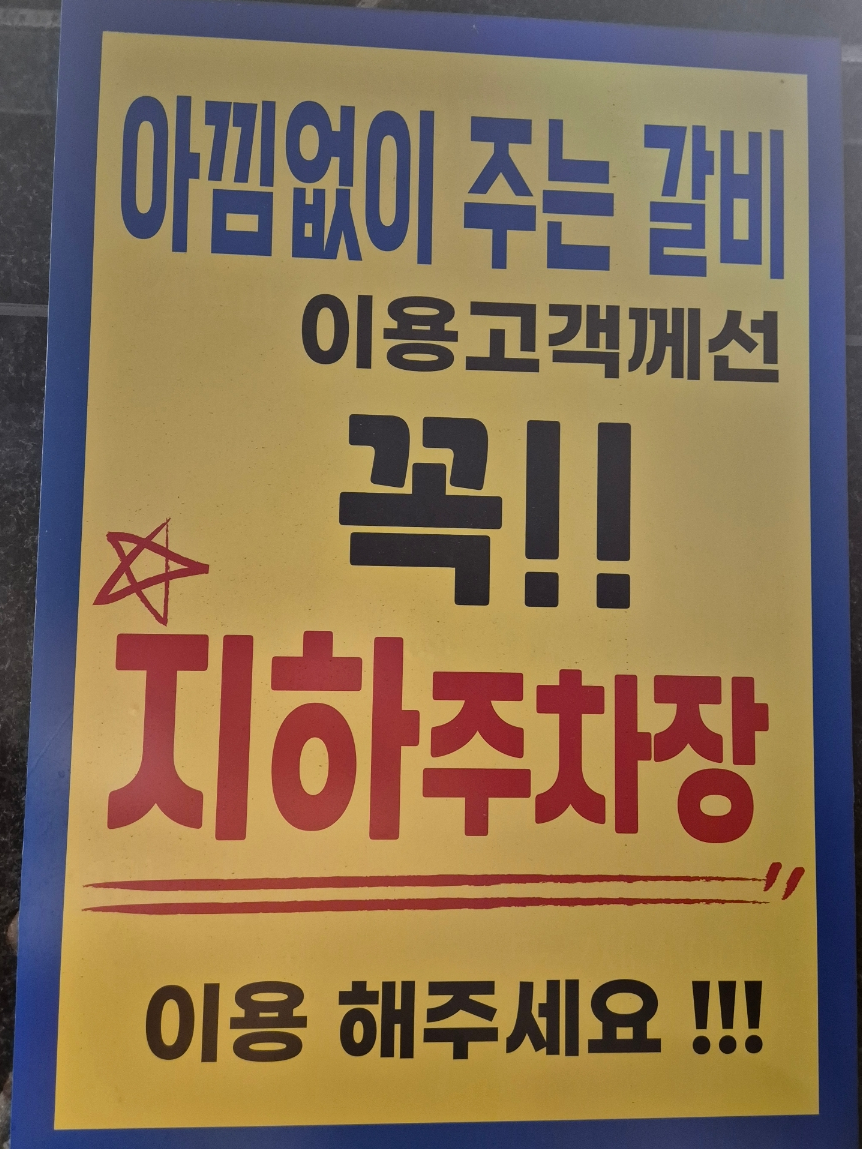 아낌없이 주는 갈비
이용고객께선
꼭!!
지하주차장
이용 해주세요 !!!